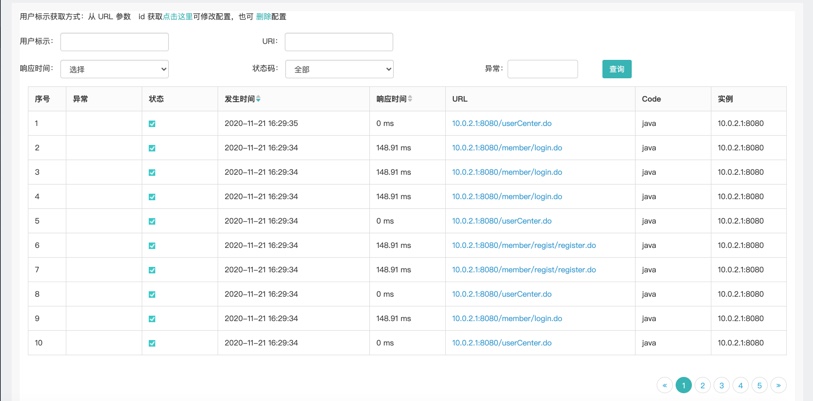 用户标示获取方式：从 URL 参数 id 获取点击这里可修改配置，也可 删除配置
用户标示： URI：
响应时间： 选择 状态码： 全部 异常： 查询
序号 异常 状态 发生时间 响应时间 URL Code 实例
1 2020-11-21 16:29:35 0 ms 10.0.2.1:8080/userCenter.do java 10.0.2.1:8080
2 2020-11-21 16:29:34 148.91 ms 10.0.2.1:8080/member/login.do java 10.0.2.1:8080
3 2020-11-21 16:29:34 148.91 ms 10.0.2.1:8080/member/login.do java 10.0.2.1:8080
4 2020-11-21 16:29:34 148.91 ms 10.0.2.1:8080/member/login.do java 10.0.2.1:8080
5 2020-11-21 16:29:34 0 ms 10.0.2.1:8080/userCenter.do java 10.0.2.1:8080
6 2020-11-21 16:29:34 148.91 ms 10.0.2.1:8080/member/regist/register.do java 10.0.2.1:8080
7 2020-11-21 16:29:34 148.91 ms 10.0.2.1:8080/member/regist/register.do java 10.0.2.1:8080
8 2020-11-21 16:29:34 0 ms 10.0.2.1:8080/userCenter.do java 10.0.2.1:8080
9 2020-11-21 16:29:34 148.91 ms 10.0.2.1:8080/member/login.do java 10.0.2.1:8080
10 2020-11-21 16:29:34 0 ms 10.0.2.1:8080/userCenter.do java 10.0.2.1:8080
« 1 2 3 4 5 »